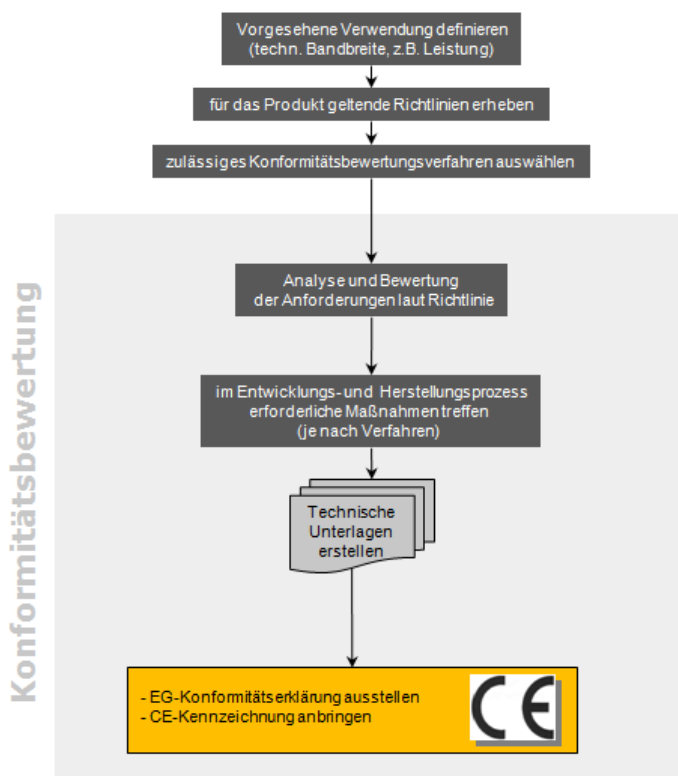 Vorgesehene Verwendung definieren
(techn. Bandbreite, z.B. Leistung)
für das Produkt geltende Richtlinien erheben
zulässiges Konformitätsbewertungsverfahren auswählen
Konformitätsbewertung
Analyse und Bewertung
der Anforderungen laut Richtlinie
im Entwicklungs- und Herstellungsprozess
erforderliche Maßnahmen treffen
(je nach Verfahren)
Technische
Unterlagen
erstellen
- EG-Konformitätserklärung ausstellen
- CE-Kennzeichnung anbringen
CE